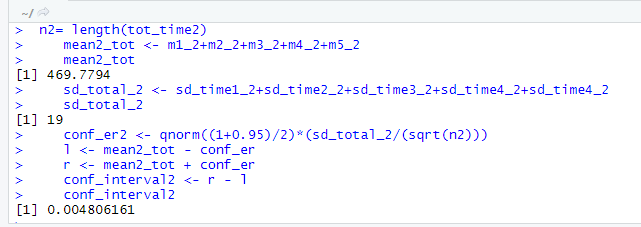 ~/
> n2= length(tot_time2)
> mean2_tot <- m1_2+m2_2+m3_2+m4_2+m5_2
> mean2_tot
[1] 469.7794
> sd_total_2 <- sd_time1_2+sd_time2_2+sd_time3_2+sd_time4_2+sd_time4_2
> sd_total_2
[1] 19
> conf_er2 <- qnorm((1+0.95)/2)*(sd_total_2/(sqrt(n2)))
> l <- mean2_tot - conf_er
> r <- mean2_tot + conf_er
> conf_interval2 <- r - l
> conf_interval2
[1] 0.004806161